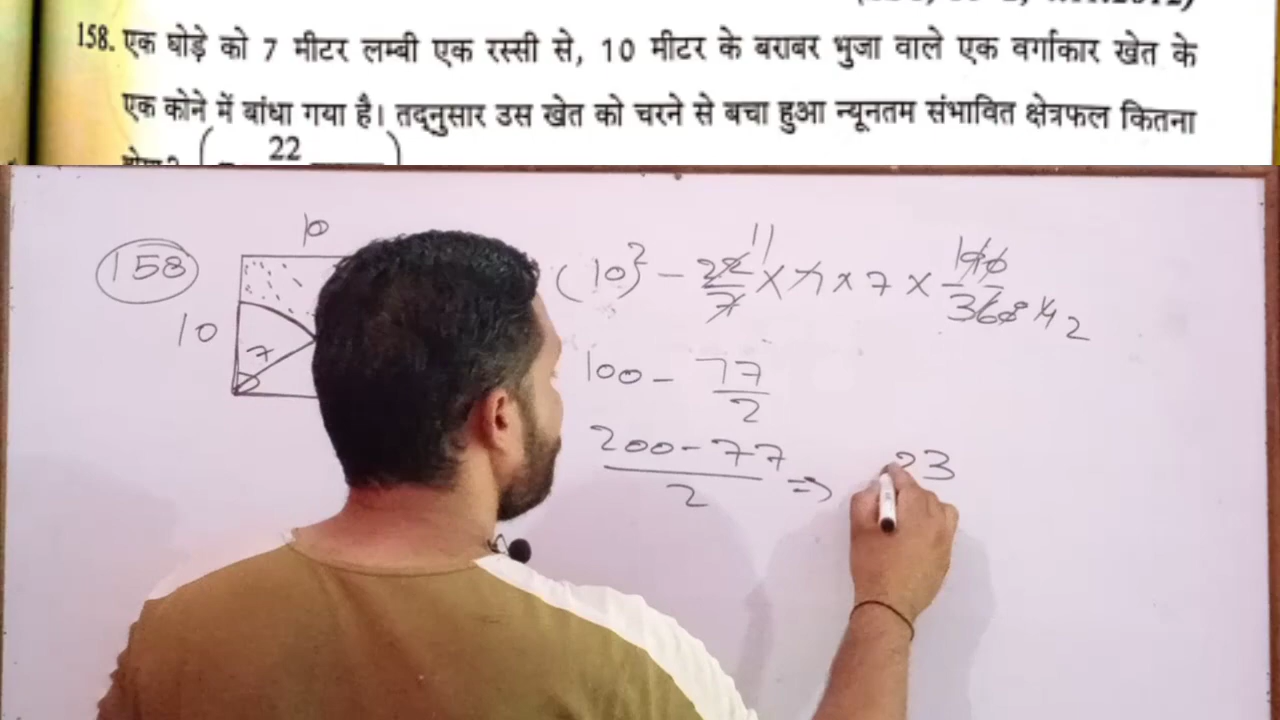 158. एक घोड़े को 7 मीटर लम्बी एक रस्सी से, 10 मीटर के बराबर भुजा वाले एक वर्गाकार खेत के
एक कोने में बांधा गया है। तद्नुसार उस खेत को चरने से बचा हुआ न्यूनतम संभावित क्षेत्रफल कितना
22
158
10
10
7
(10)² - 22/7 × 7 × 7 × 90/360
11
4 2
100 - 77/2
200-77/2 ⇒ 23